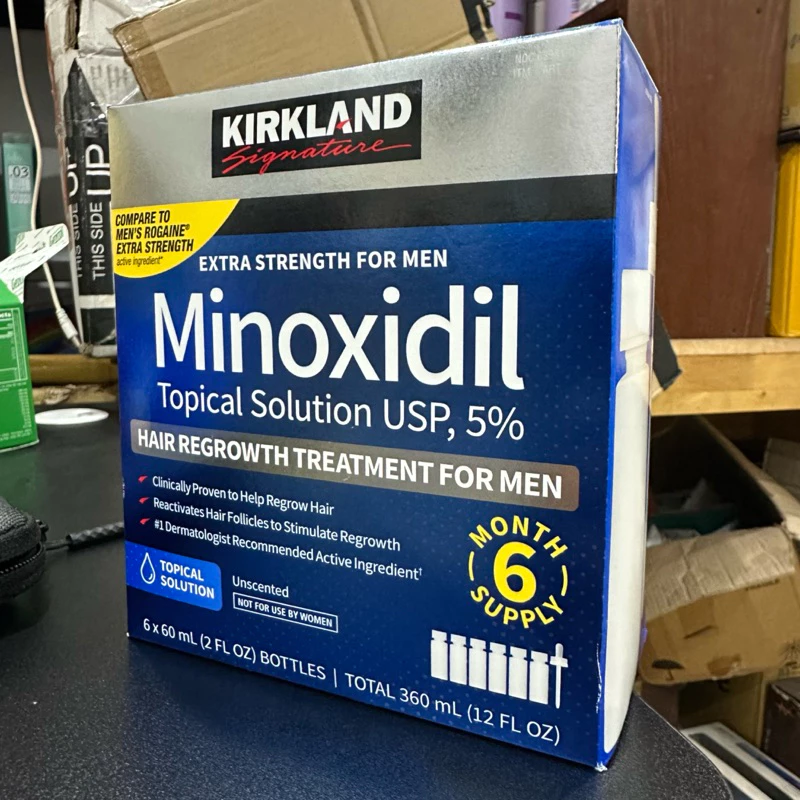 KIRKLAND
Signature
COMPARE TO
MEN'S ROGAINE®
EXTRA STRENGTH
active ingredient*
EXTRA STRENGTH FOR MEN
Minoxidil
Topical Solution USP, 5%
HAIR REGROWTH TREATMENT FOR MEN
Clinically Proven to Help Regrow Hair
Reactivates Hair Follicles to Stimulate Regrowth
#1 Dermatologist Recommended Active Ingredient†
MONTH
6
SUPPLY
TOPICAL
SOLUTION
Unscented
NOT FOR USE BY WOMEN
6 x 60 mL (2 FL OZ) BOTTLES | TOTAL 360 mL (12 FL OZ)
THIS SIDE UP
THIS SIDE UP
.03